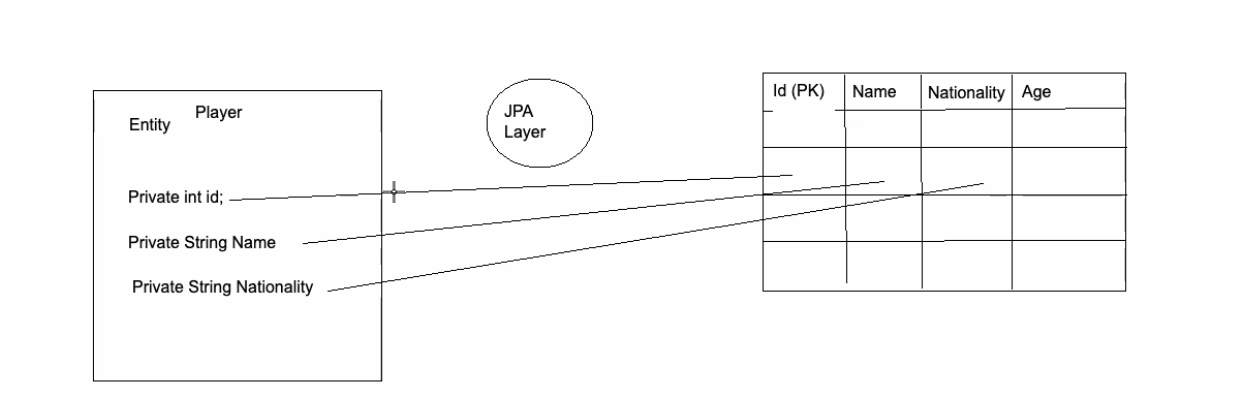 Player
Entity
Private int id;
Private String Name
Private String Nationality
JPA
Layer
Id (PK) Name Nationality Age